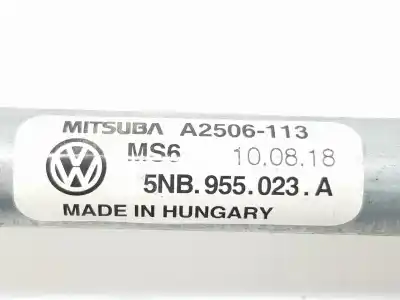 MITSUBA A2506-113
MS6 10.08.18
5NB.955.023.A
MADE IN HUNGARY